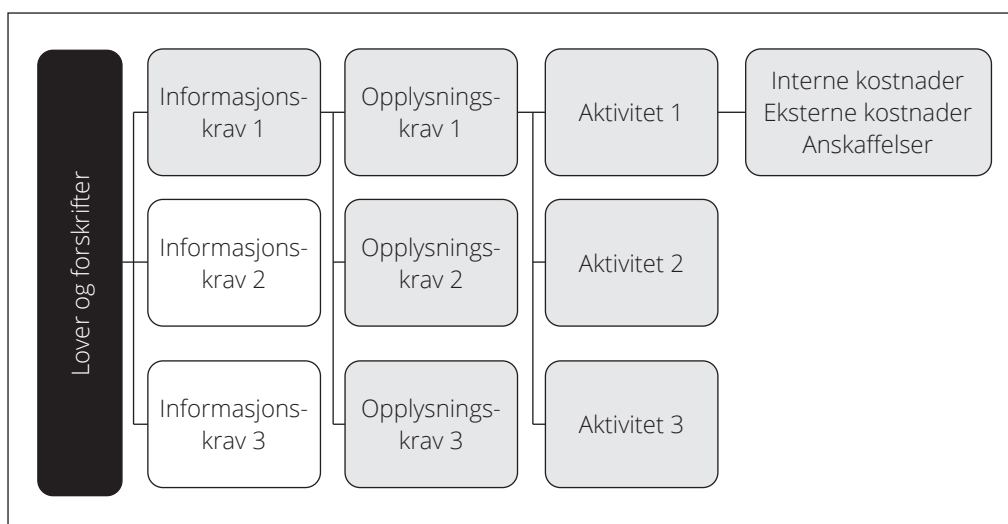 Lover og forskrifter
Informasjons-
krav 1
Opplysnings-
krav 1
Aktivitet 1
Interne kostnader
Eksterne kostnader
Anskaffelser
Informasjons-
krav 2
Opplysnings-
krav 2
Aktivitet 2
Informasjons-
krav 3
Opplysnings-
krav 3
Aktivitet 3